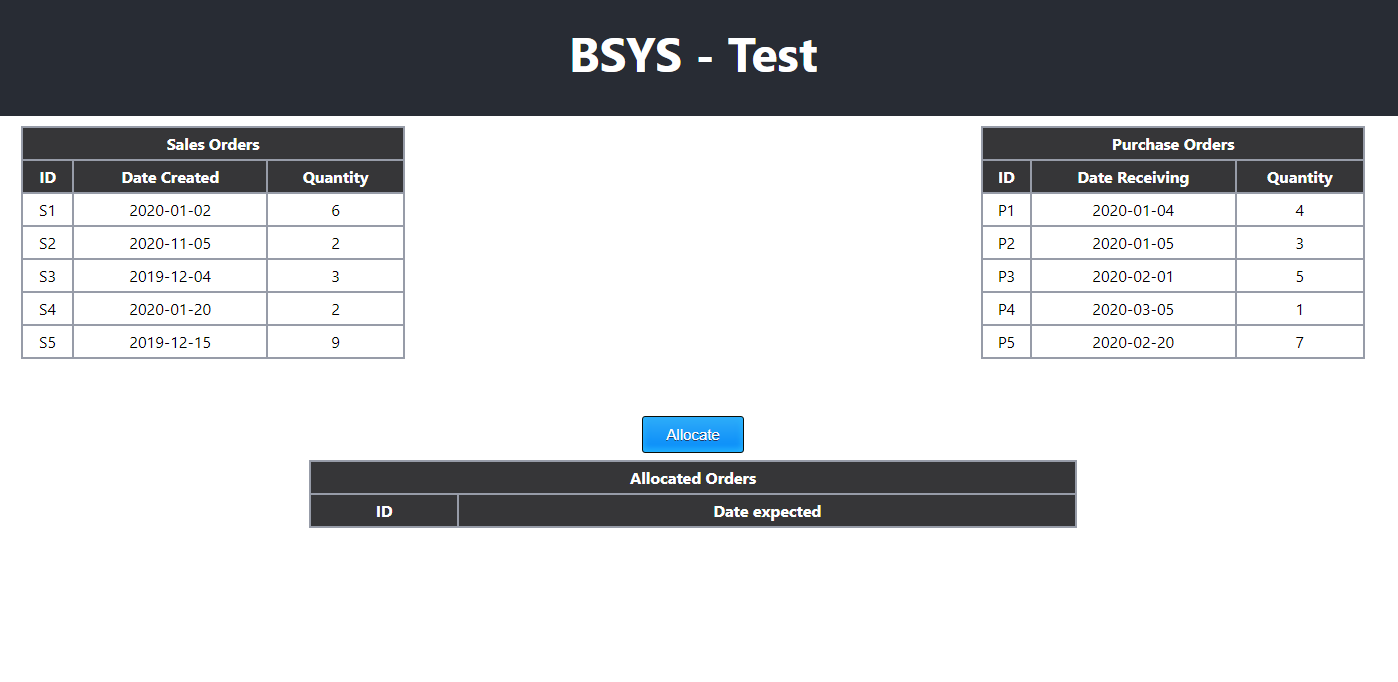 BSYS - Test
Sales Orders
ID Date Created Quantity
S1 2020-01-02 6
S2 2020-11-05 2
S3 2019-12-04 3
S4 2020-01-20 2
S5 2019-12-15 9
Purchase Orders
ID Date Receiving Quantity
P1 2020-01-04 4
P2 2020-01-05 3
P3 2020-02-01 5
P4 2020-03-05 1
P5 2020-02-20 7
Allocate
Allocated Orders
ID Date expected